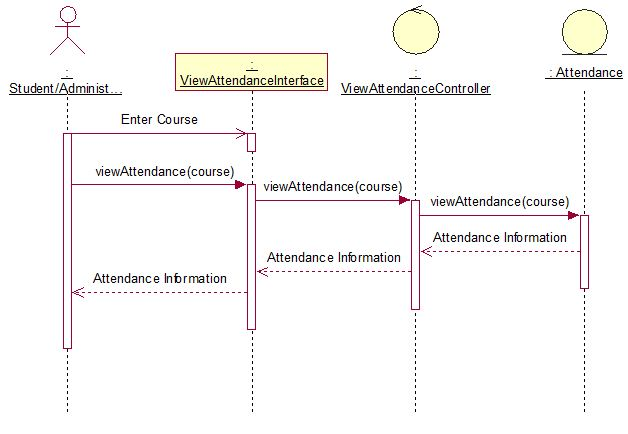 :
Student/Administ...
:
ViewAttendanceInterface
:
ViewAttendanceController
: Attendance
Enter Course
viewAttendance(course)
viewAttendance(course)
viewAttendance(course)
Attendance Information
Attendance Information
Attendance Information